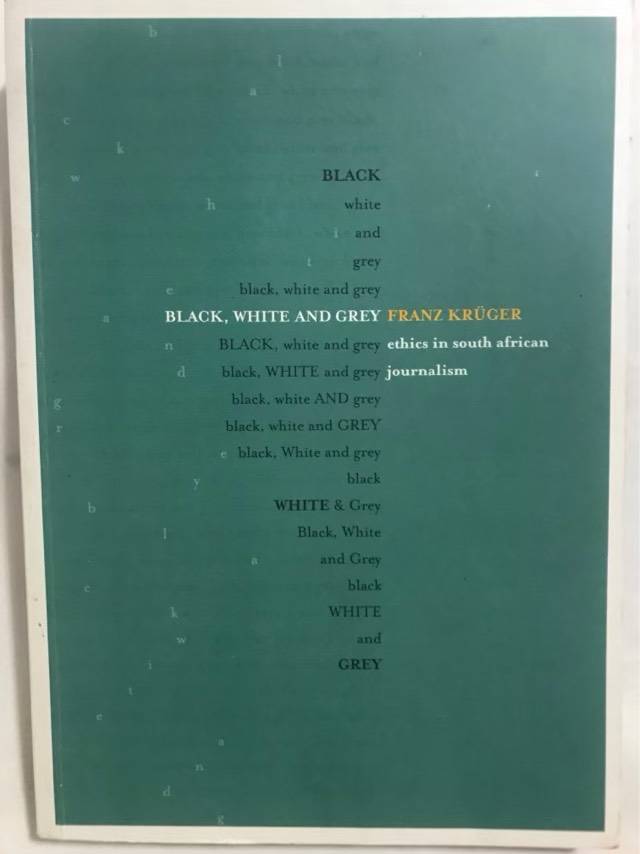 b
l
a
c
k
w BLACK
h white
i and
t grey
e black, white and grey
a BLACK, WHITE AND GREY FRANZ KRÜGER
n BLACK, white and grey ethics in south african
d black, WHITE and grey journalism
g black, white AND grey
r black, white and GREY
e black, White and grey
y black
b WHITE & Grey
l Black, White
a and Grey
c black
k WHITE
w and
i GREY
t
e
a
n
d
g